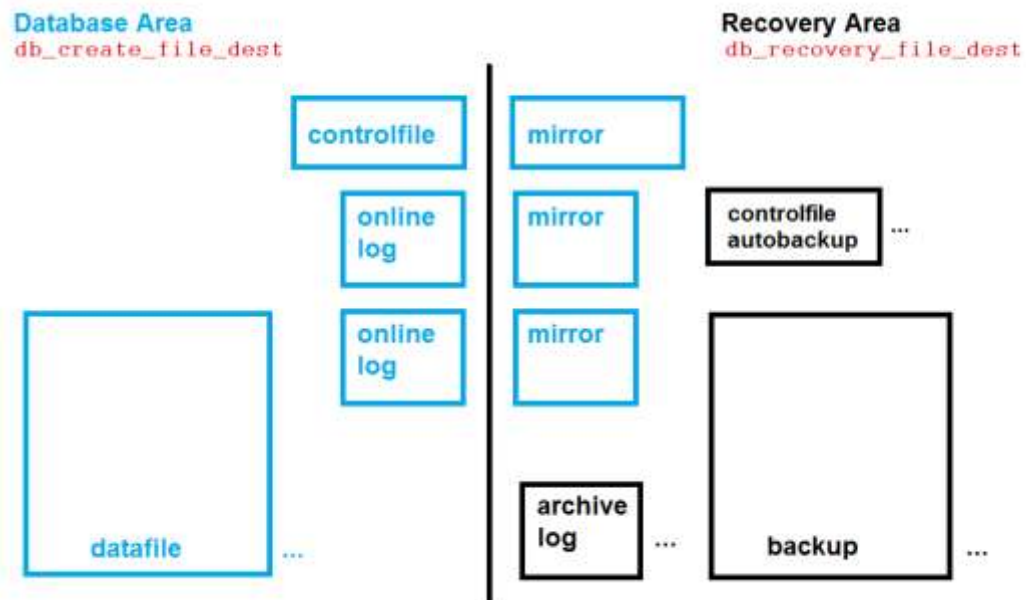 Database Area
db_create_file_dest
Recovery Area
db_recovery_file_dest
controlfile
mirror
online
log
mirror
controlfile
autobackup
...
online
log
mirror
datafile
...
archive
log
...
backup
...